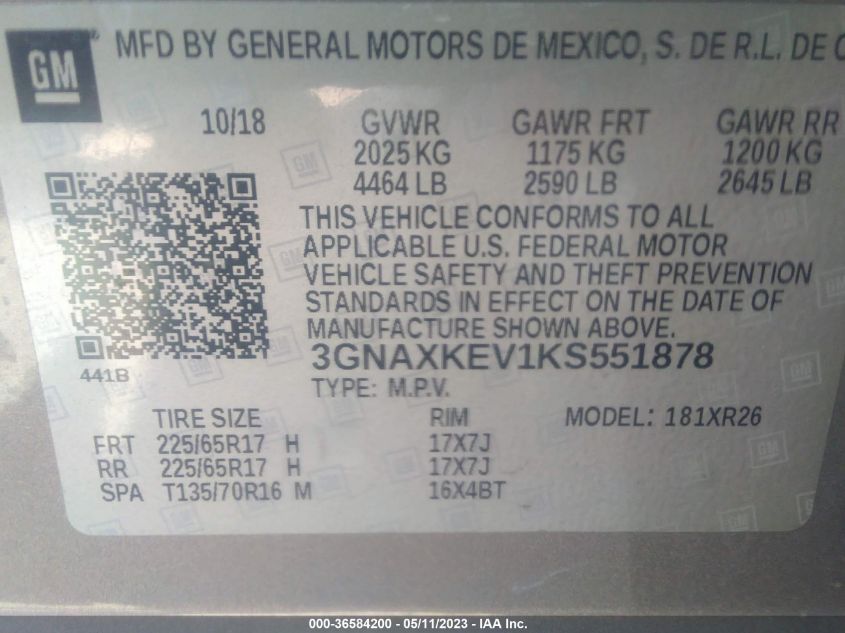 GM
MFD BY GENERAL MOTORS DE MEXICO, S. DE R.L. DE C
10/18 GVWR GAWR FRT GAWR RR
2025 KG 1175 KG 1200 KG
4464 LB 2590 LB 2645 LB
THIS VEHICLE CONFORMS TO ALL
APPLICABLE U.S. FEDERAL MOTOR
VEHICLE SAFETY AND THEFT PREVENTION
STANDARDS IN EFFECT ON THE DATE OF
MANUFACTURE SHOWN ABOVE.
3GNAXKEV1KS551878
441B
TYPE: M.P.V.
TIRE SIZE RIM MODEL: 181XR26
FRT 225/65R17 H 17X7J
RR 225/65R17 H 17X7J
SPA T135/70R16 M 16X4BT
000-36584200 - 05/11/2023 - IAA Inc.